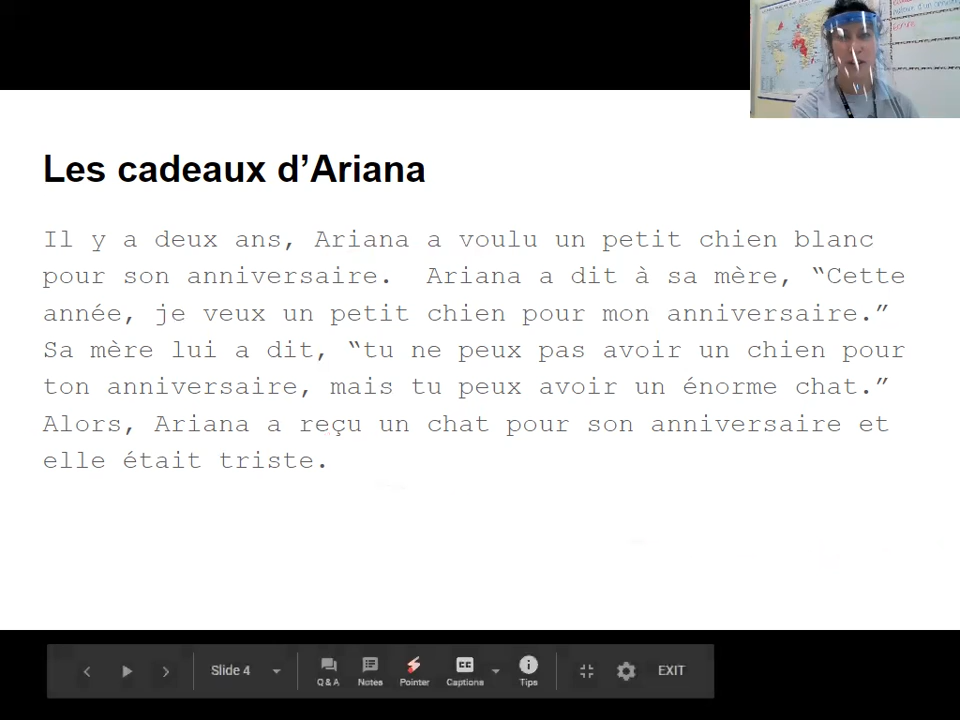 Les cadeaux d’Ariana
Il y a deux ans, Ariana a voulu un petit chien blanc
pour son anniversaire.  Ariana a dit à sa mère, “Cette
année, je veux un petit chien pour mon anniversaire.”
Sa mère lui a dit, “tu ne peux pas avoir un chien pour
ton anniversaire, mais tu peux avoir un énorme chat.”
Alors, Ariana a reçu un chat pour son anniversaire et
elle était triste.
Slide 4
Q & A
Notes
Pointer
CC
Captions
Tips
EXIT